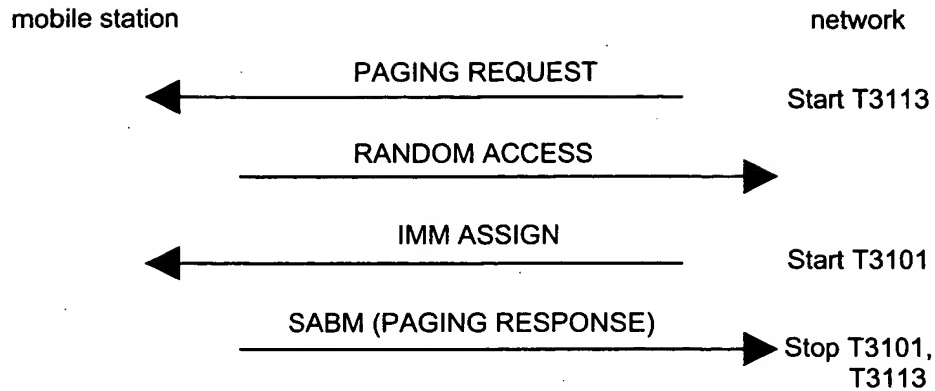 mobile station
network
PAGING REQUEST
Start T3113
RANDOM ACCESS
IMM ASSIGN
Start T3101
SABM (PAGING RESPONSE)
Stop T3101,
T3113